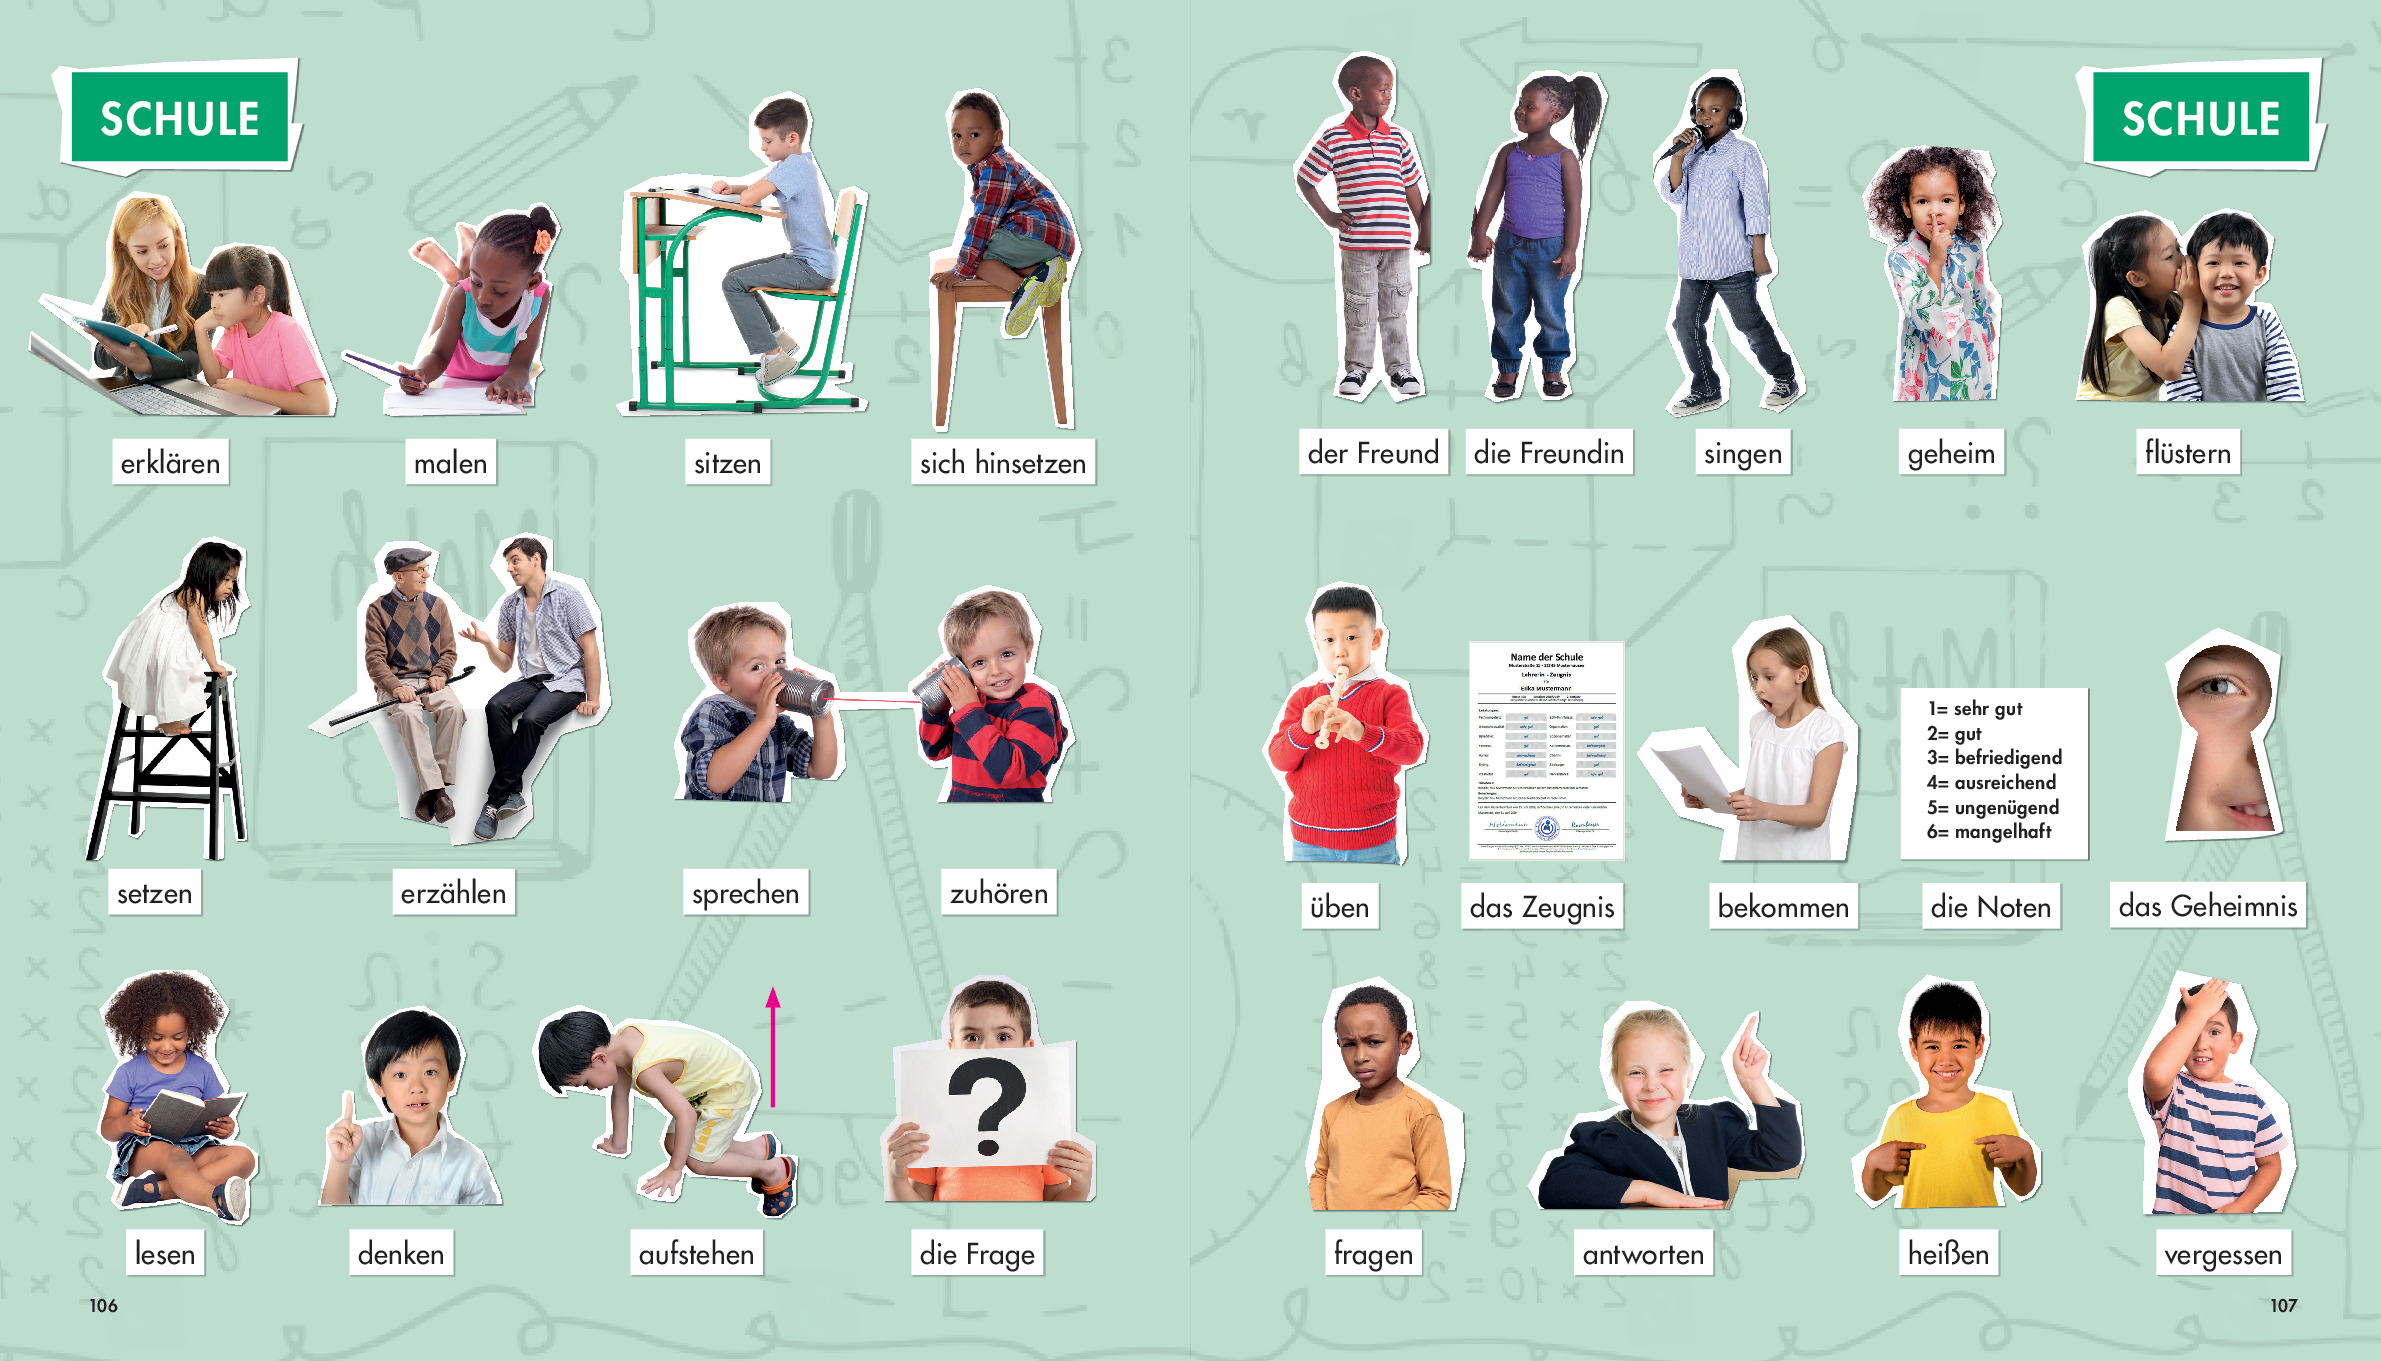 SCHULE
erklären
malen
sitzen
sich hinsetzen
setzen
erzählen
sprechen
zuhören
lesen
denken
aufstehen
?
die Frage
106
SCHULE
der Freund
die Freundin
singen
geheim
flüstern
Name der Schule
Erika Mustermann
1= sehr gut
2= gut
3= befriedigend
4= ausreichend
5= ungenügend
6= mangelhaft
üben
das Zeugnis
bekommen
die Noten
das Geheimnis
fragen
antworten
heißen
vergessen
107